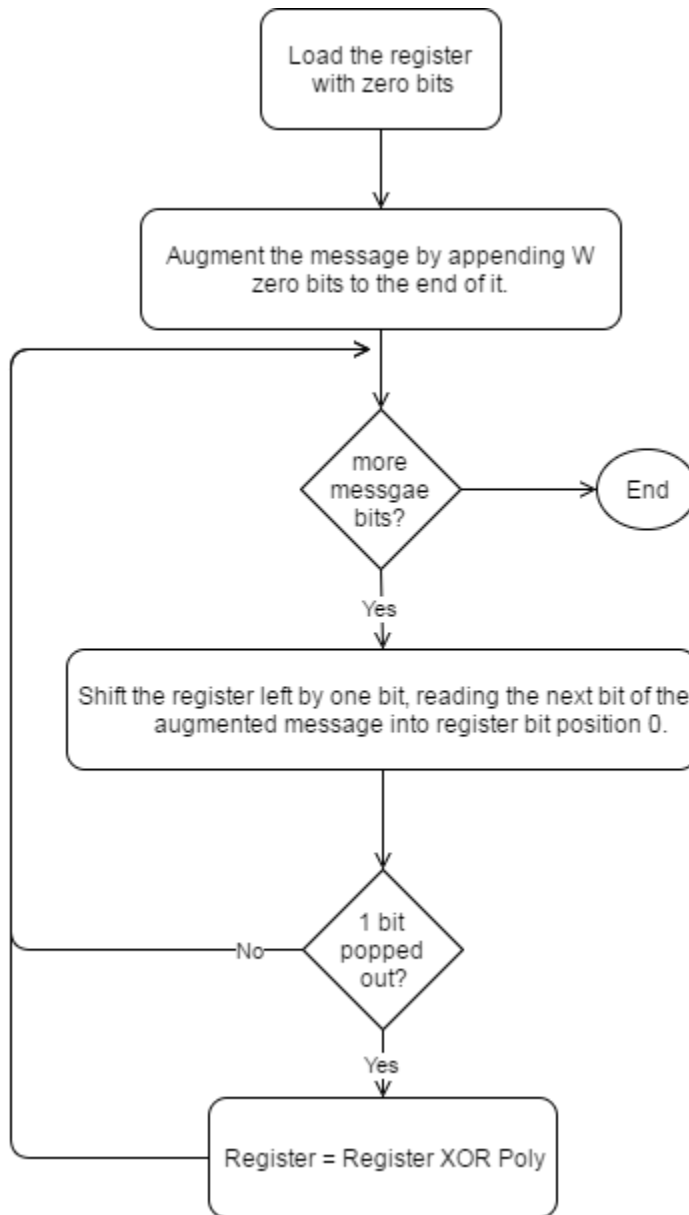 Load the register
with zero bits
Augment the message by appending W
zero bits to the end of it.
more
messgae
bits?
End
Yes
Shift the register left by one bit, reading the next bit of the
augmented message into register bit position 0.
1 bit
popped
out?
No
Yes
Register = Register XOR Poly